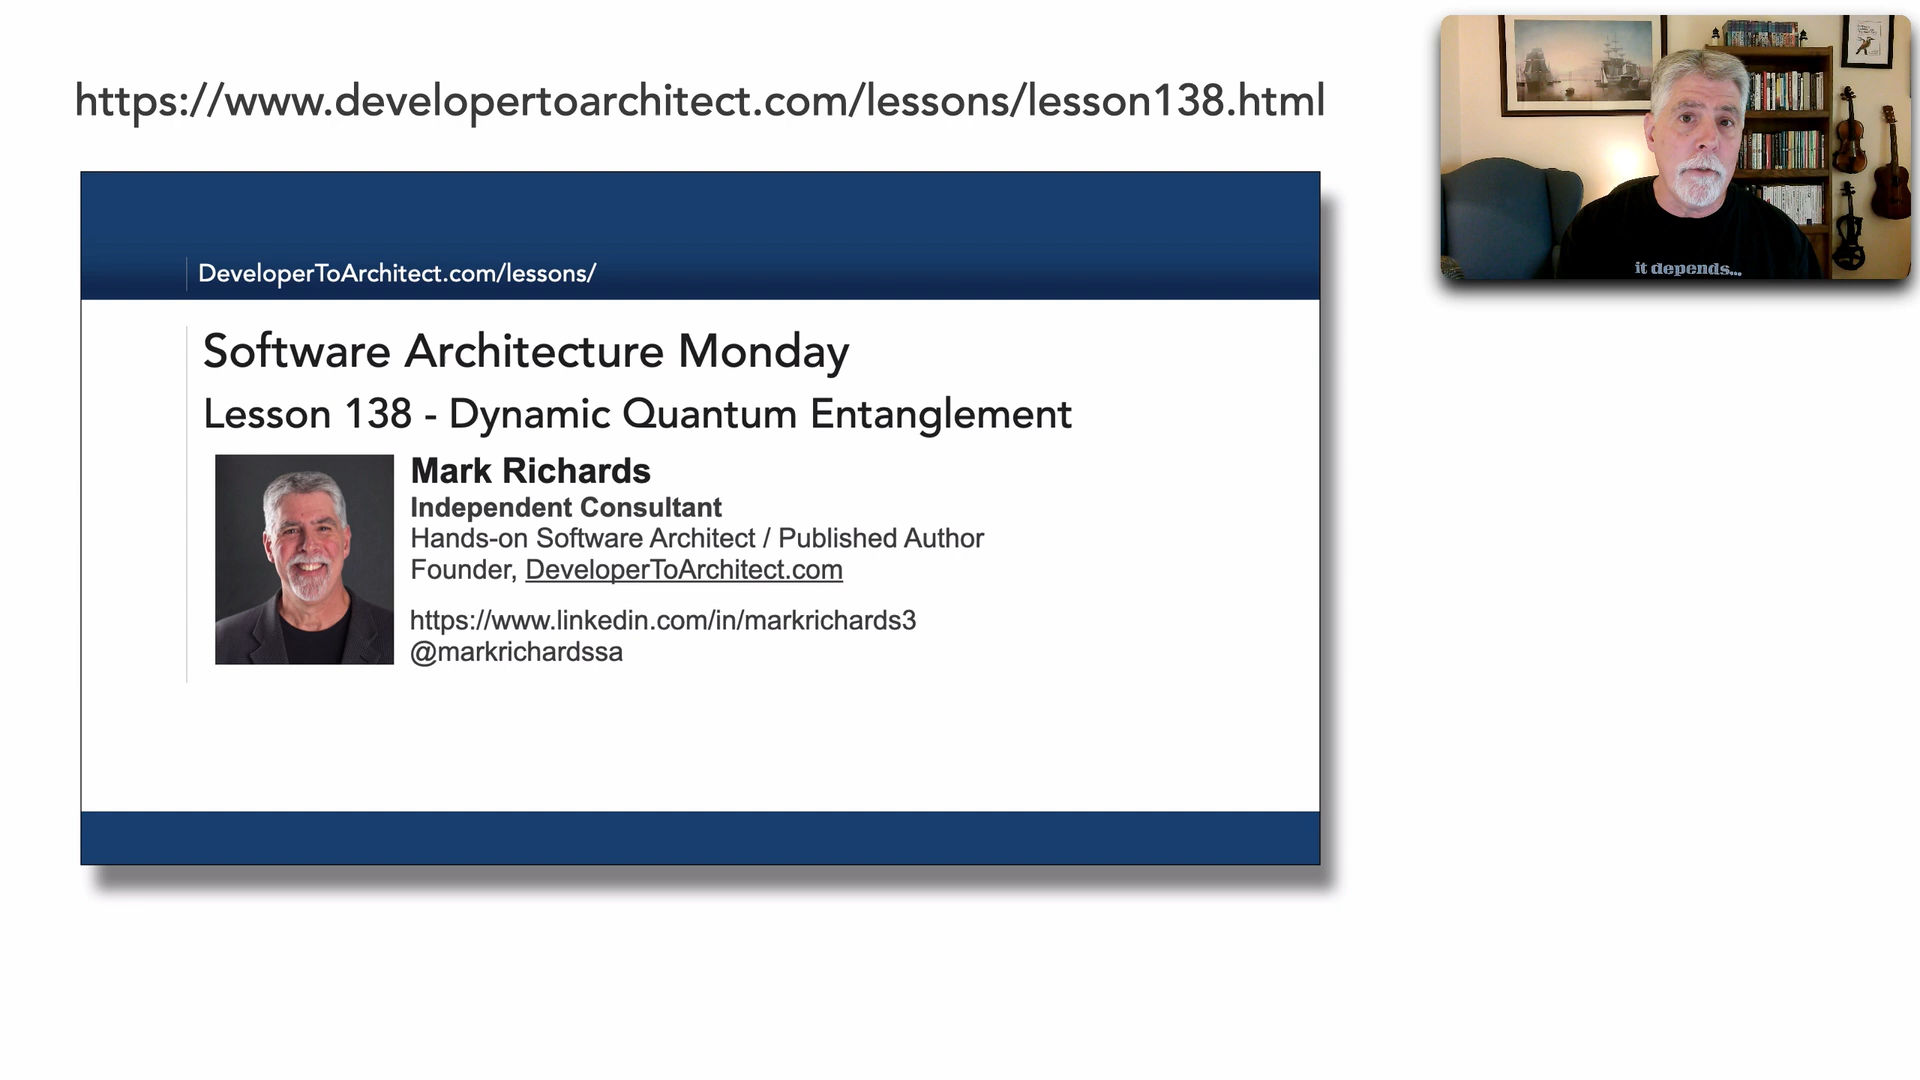 https://www.developertoarchitect.com/lessons/lesson138.html
DeveloperToArchitect.com/lessons/
Software Architecture Monday
Lesson 138 - Dynamic Quantum Entanglement
Mark Richards
Independent Consultant
Hands-on Software Architect / Published Author
Founder, DeveloperToArchitect.com
https://www.linkedin.com/in/markrichards3
@markrichardssa
it depends...